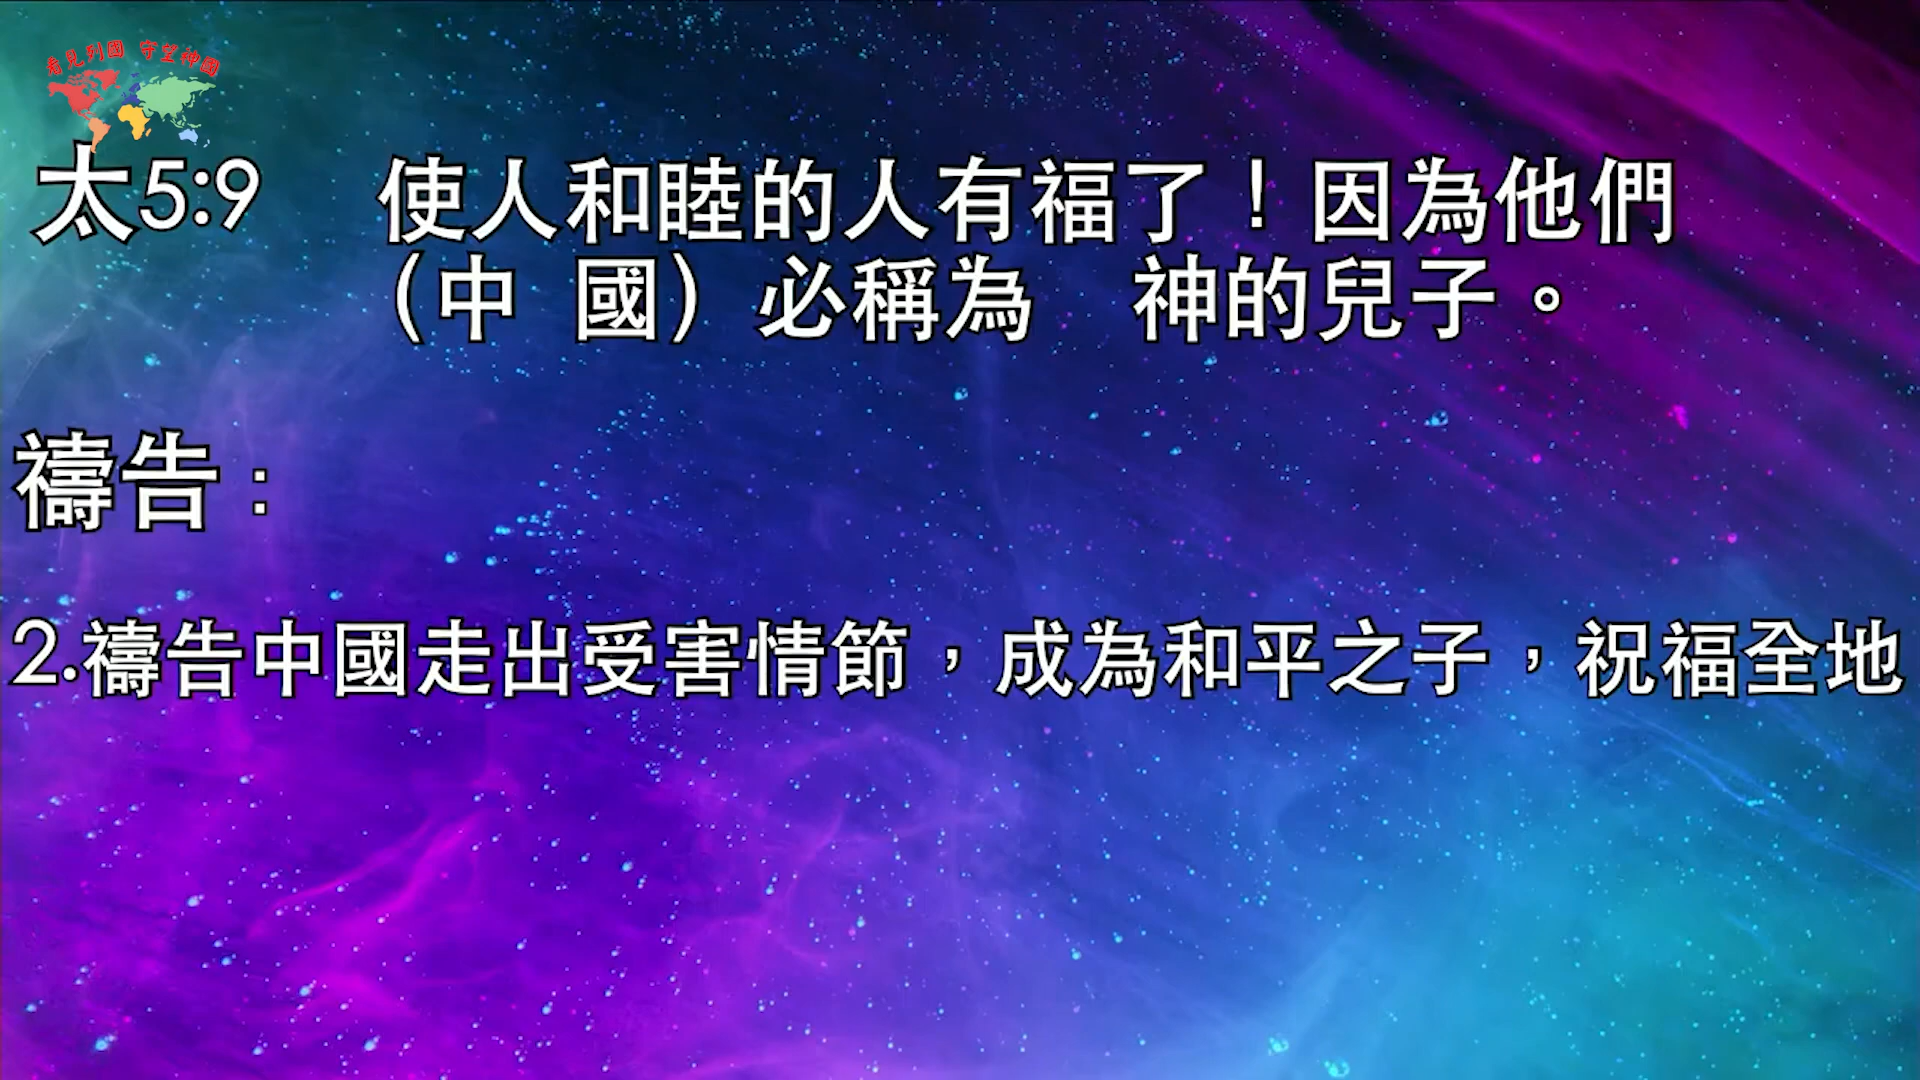 看見列國 守望神國
太5:9 使人和睦的人有福了！因為他們
（中 國）必稱為 神的兒子。
禱告：
2.禱告中國走出受害情節，成為和平之子，祝福全地